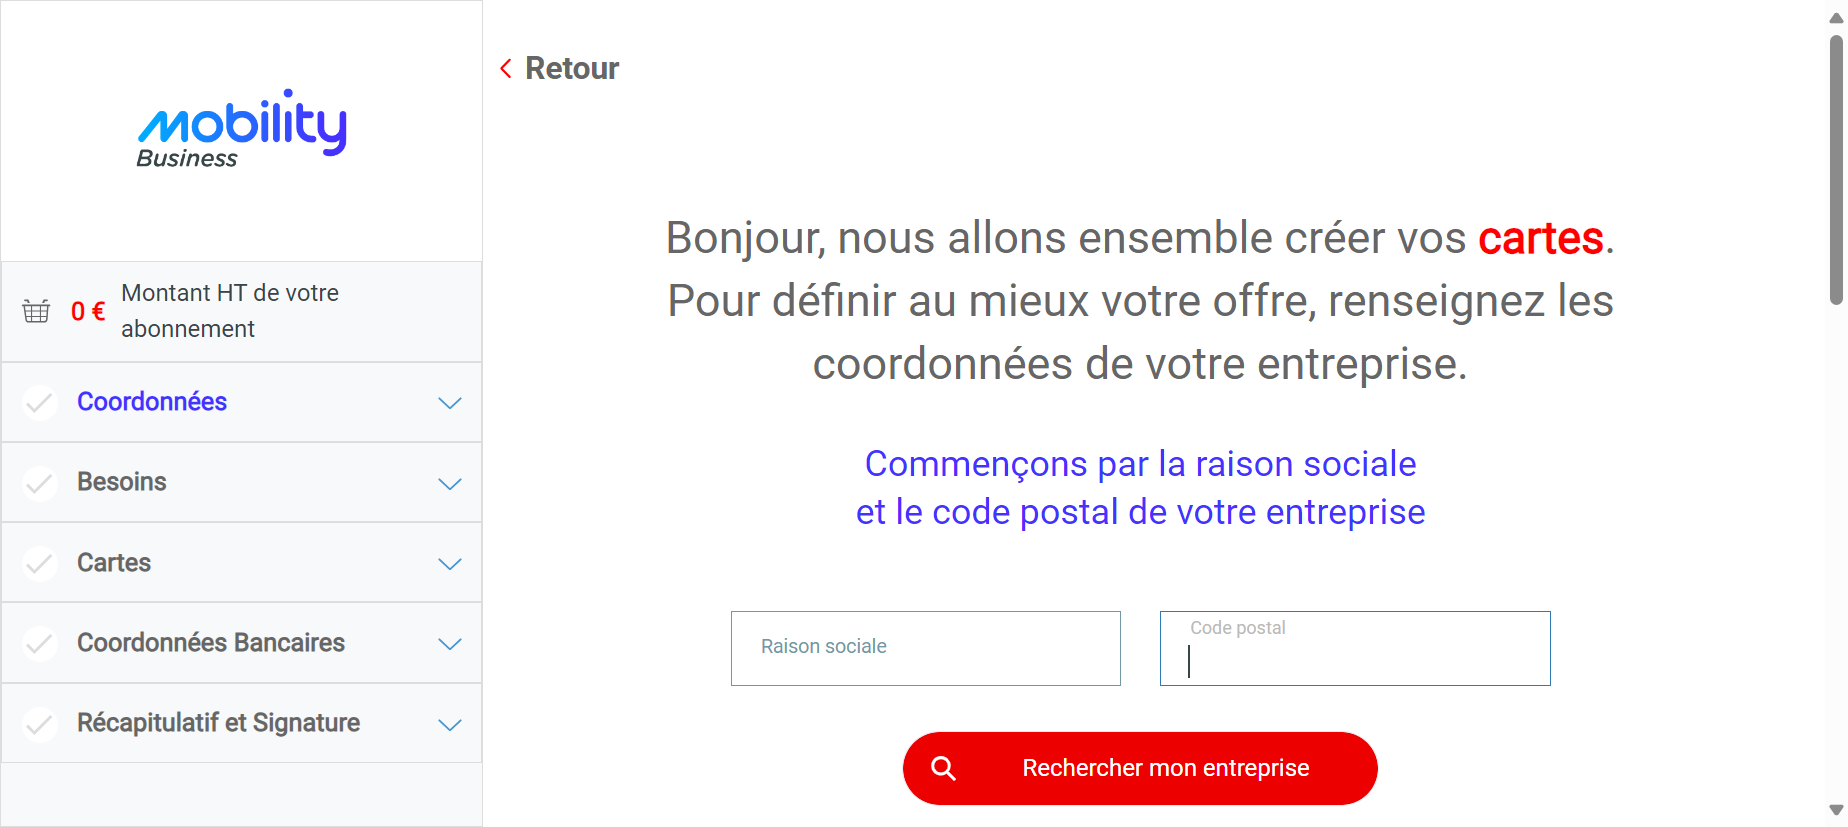 mobility
Business
0 €
Montant HT de votre
abonnement
Coordonnées
Besoins
Cartes
Coordonnées Bancaires
Récapitulatif et Signature
Retour
Bonjour, nous allons ensemble créer vos cartes.
Pour définir au mieux votre offre, renseignez les
coordonnées de votre entreprise.
Commençons par la raison sociale
et le code postal de votre entreprise
Raison sociale
Code postal
Rechercher mon entreprise